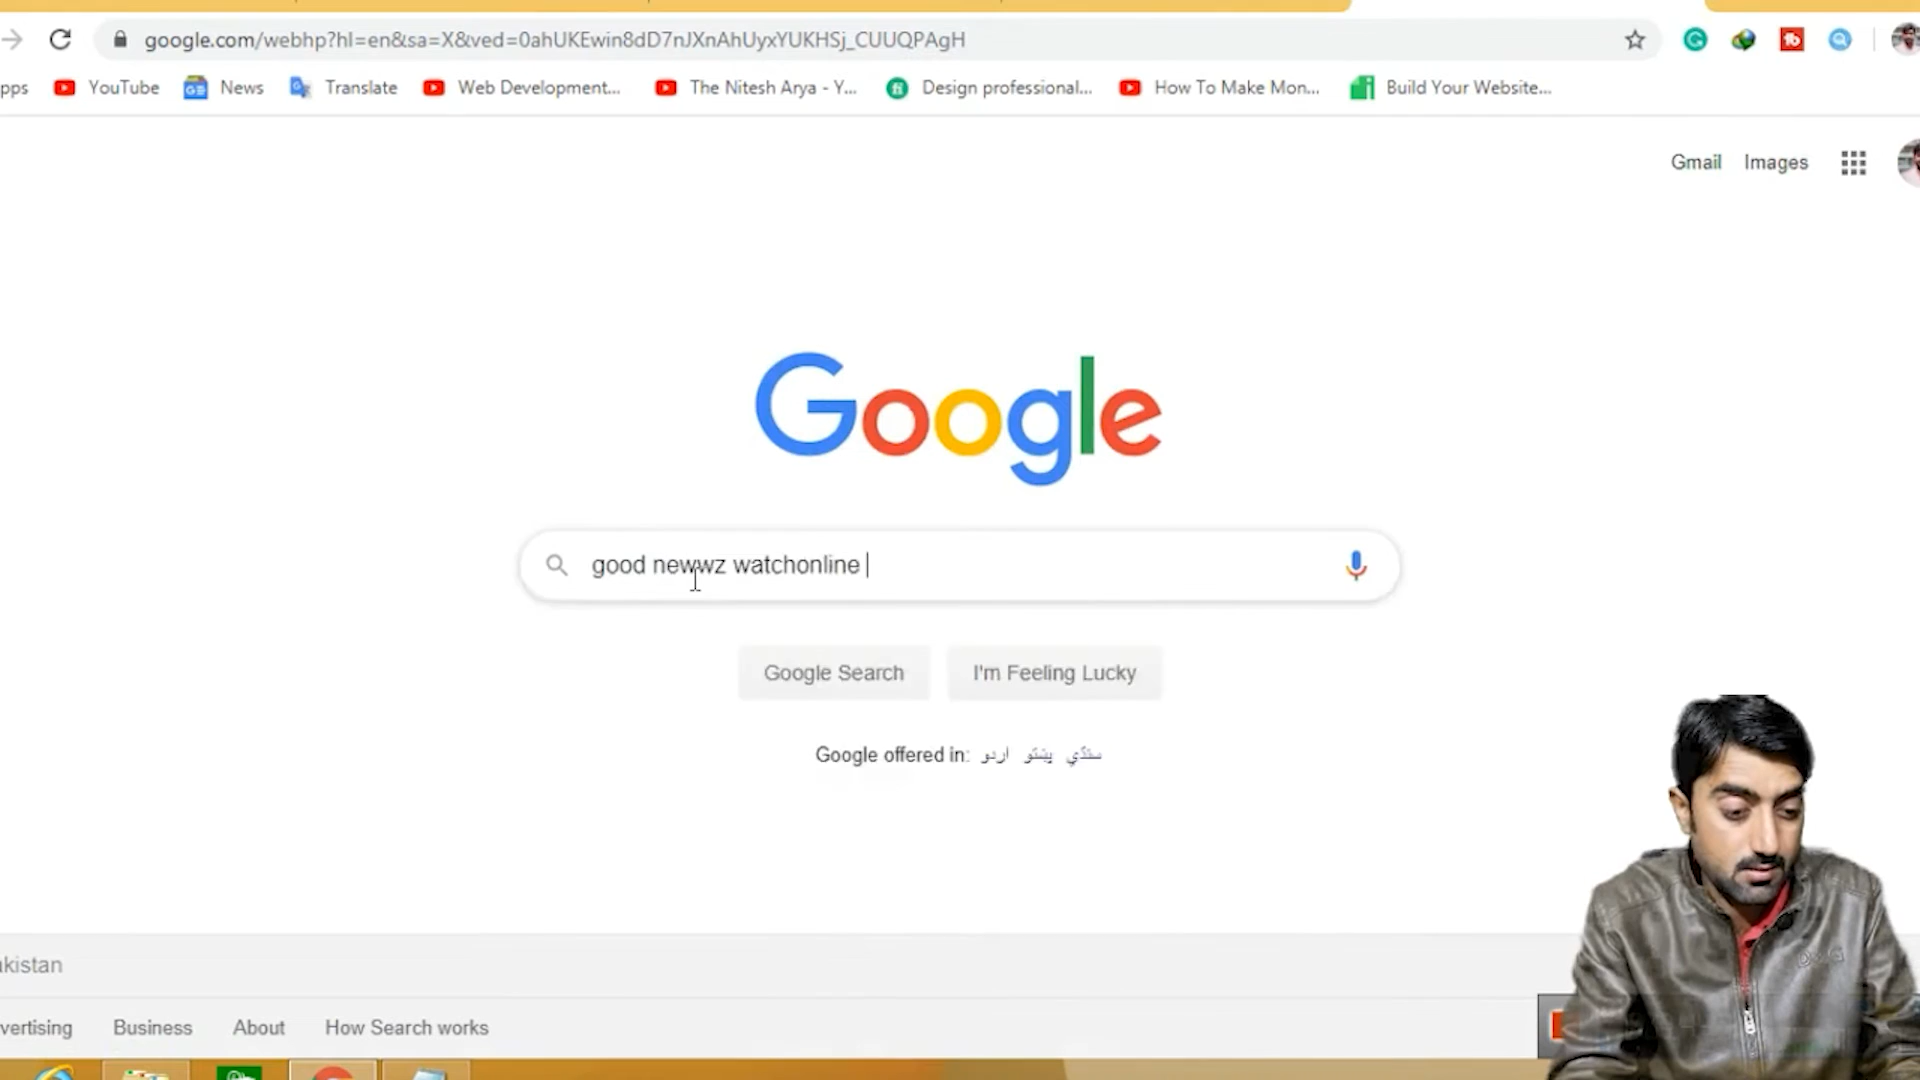 google.com/webhp?hl=en&sa=X&ved=0ahUKEwin8dD7nJXnAhUyxYUKHSj_CUUQPAgH
pps YouTube News Translate Web Development... The Nitesh Arya - Y... Design professional... How To Make Mon... Build Your Website...
Gmail Images
Google
good newwz watchonline
Google Search I'm Feeling Lucky
Google offered in: اردو پښتو سنڌي
akistan
vertising Business About How Search works